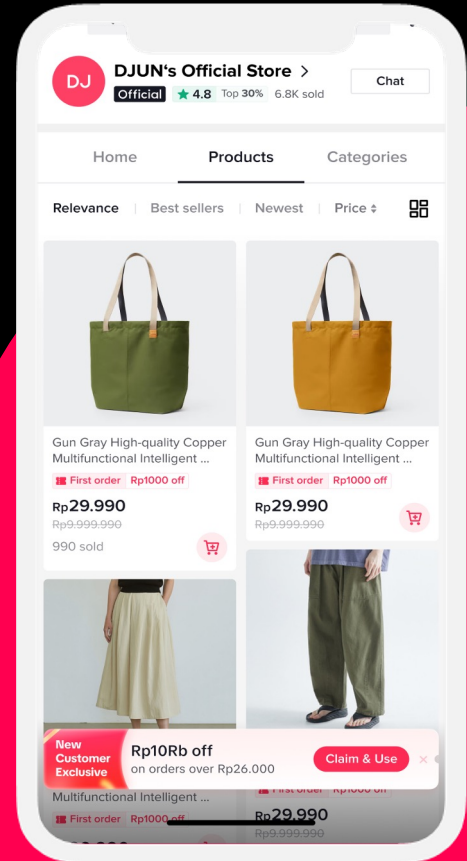 DJ
DJUN‘s Official Store >
Official ★ 4.8 Top 30% 6.8K sold
Chat
Home Products Categories
Relevance Best sellers Newest Price
Gun Gray High-quality Copper
Multifunctional Intelligent ...
First order Rp1000 off
Rp29.990
Rp9.999.990
990 sold
Gun Gray High-quality Copper
Multifunctional Intelligent ...
First order Rp1000 off
Rp29.990
Rp9.999.990
New
Customer
Exclusive
Rp10Rb off
on orders over Rp26.000
Claim & Use
Multifunctional Intelligent ...
First order Rp1000 off
First order Rp1000 off
Rp29.990
Rp9.999.990